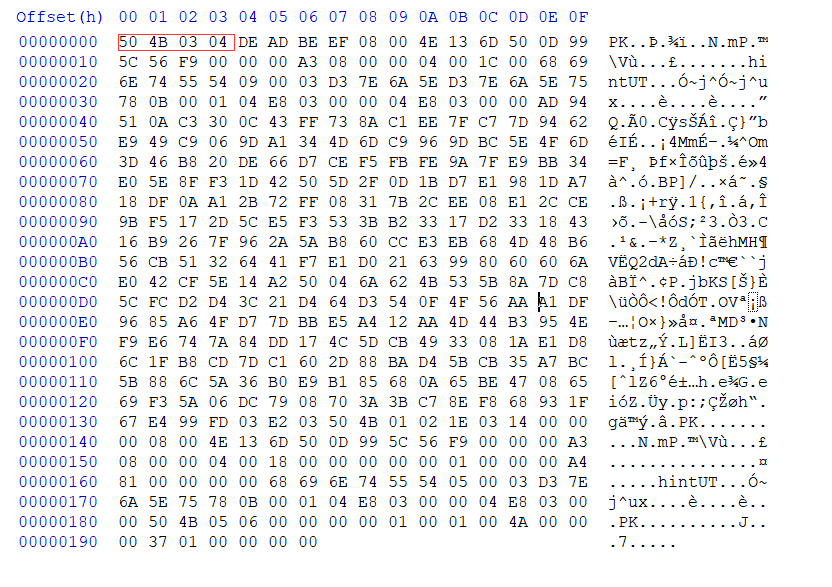 Offset(h) 00 01 02 03 04 05 06 07 08 09 0A 0B 0C 0D 0E 0F
00000000 50 4B 03 04 DE AD BE EF 08 00 4E 13 6D 50 0D 99 PK..Þ.¾ï..N.mP.™
00000010 5C 56 F9 00 00 00 A3 08 00 00 04 00 1C 00 68 69 \Vù...£.......hi
00000020 6E 74 55 54 09 00 03 D3 7E 6A 5E D3 7E 6A 5E 75 ntUT...Ó~j^Ó~j^u
00000030 78 0B 00 01 04 E8 03 00 00 04 E8 03 00 00 AD 94 x....è....è....”
00000040 51 0A C3 30 0C 43 FF 73 8A C1 EE 7F C7 7D 94 62 Q.Ã0.CÿsŠÁî.Ç}”b
00000050 E9 49 C9 06 9D A1 34 4D 6D C9 96 9D BC 5E 4F 6D éIÉ..¡4MmÉ–.¼^Om
00000060 3D 46 B8 20 DE 66 D7 CE F5 FB FE 9A 7F E9 BB 34 =F¸ Þf×Îõûþš.é»4
00000070 E0 5E 8F F3 1D 42 50 5D 2F 0D 1B D7 E1 98 1D A7 à^.ó.BP]/..×á˜.§
00000080 18 DF 0A A1 2B 72 FF 08 31 7B 2C EE 08 E1 2C CE .ß.¡+rÿ.1{,î.á,Î
00000090 9B F5 17 2D 5C E5 F3 53 3B B2 33 17 D2 33 18 43 ›õ.-\åóS;²3.Ò3.C
000000A0 16 B9 26 7F 96 2A 5A B8 60 CC E3 EB 68 4D 48 B6 .¹&.–*Z¸`ÌãëhMH¶
000000B0 56 CB 51 32 64 41 F7 E1 D0 21 63 99 80 60 60 6A VËQ2dA÷áÐ!c™€``j
000000C0 E0 42 CF 5E 14 A2 50 04 6A 62 4B 53 5B 8A 7D C8 àBÏ^.¢P.jbKS[Š}È
000000D0 5C FC D2 D4 3C 21 D4 64 D3 54 0F 4F 56 AA A1 DF \üÒÔ<!ÔdÓT.OVª¡ß
000000E0 96 85 A6 4F D7 7D BB E5 A4 12 AA 4D 44 B3 95 4E –…¦O×}»å¤.ªMD³•N
000000F0 F9 E6 74 7A 84 DD 17 4C 5D CB 49 33 08 1A E1 D8 ùætz„Ý.L]ËI3..áØ
00000100 6C 1F B8 CD 7D C1 60 2D 88 BA D4 5B CB 35 A7 BC l.¸Í}Á`-ˆºÔ[Ë5§¼
00000110 5B 88 6C 5A 36 B0 E9 B1 85 68 0A 65 BE 47 08 65 [ˆlZ6°é±…h.e¾G.e
00000120 69 F3 5A 06 DC 79 08 70 3A 3B C7 8E F8 68 93 1F ióZ.Üy.p:;ÇŽøh“.
00000130 67 E4 99 FD 03 E2 03 50 4B 01 02 1E 03 14 00 00 gä™ý.â.PK.......
00000140 00 08 00 4E 13 6D 50 0D 99 5C 56 F9 00 00 00 A3 ...N.mP.™\Vù...£
00000150 08 00 00 04 00 18 00 00 00 00 00 01 00 00 00 A4 ...............¤
00000160 81 00 00 00 00 68 69 6E 74 55 54 05 00 03 D3 7E .....hintUT...Ó~
00000170 6A 5E 75 78 0B 00 01 04 E8 03 00 00 04 E8 03 00 j^ux....è....è..
00000180 00 50 4B 05 06 00 00 00 00 01 00 01 00 4A 00 00 .PK..........J..
00000190 00 37 01 00 00 00 00 .7.....